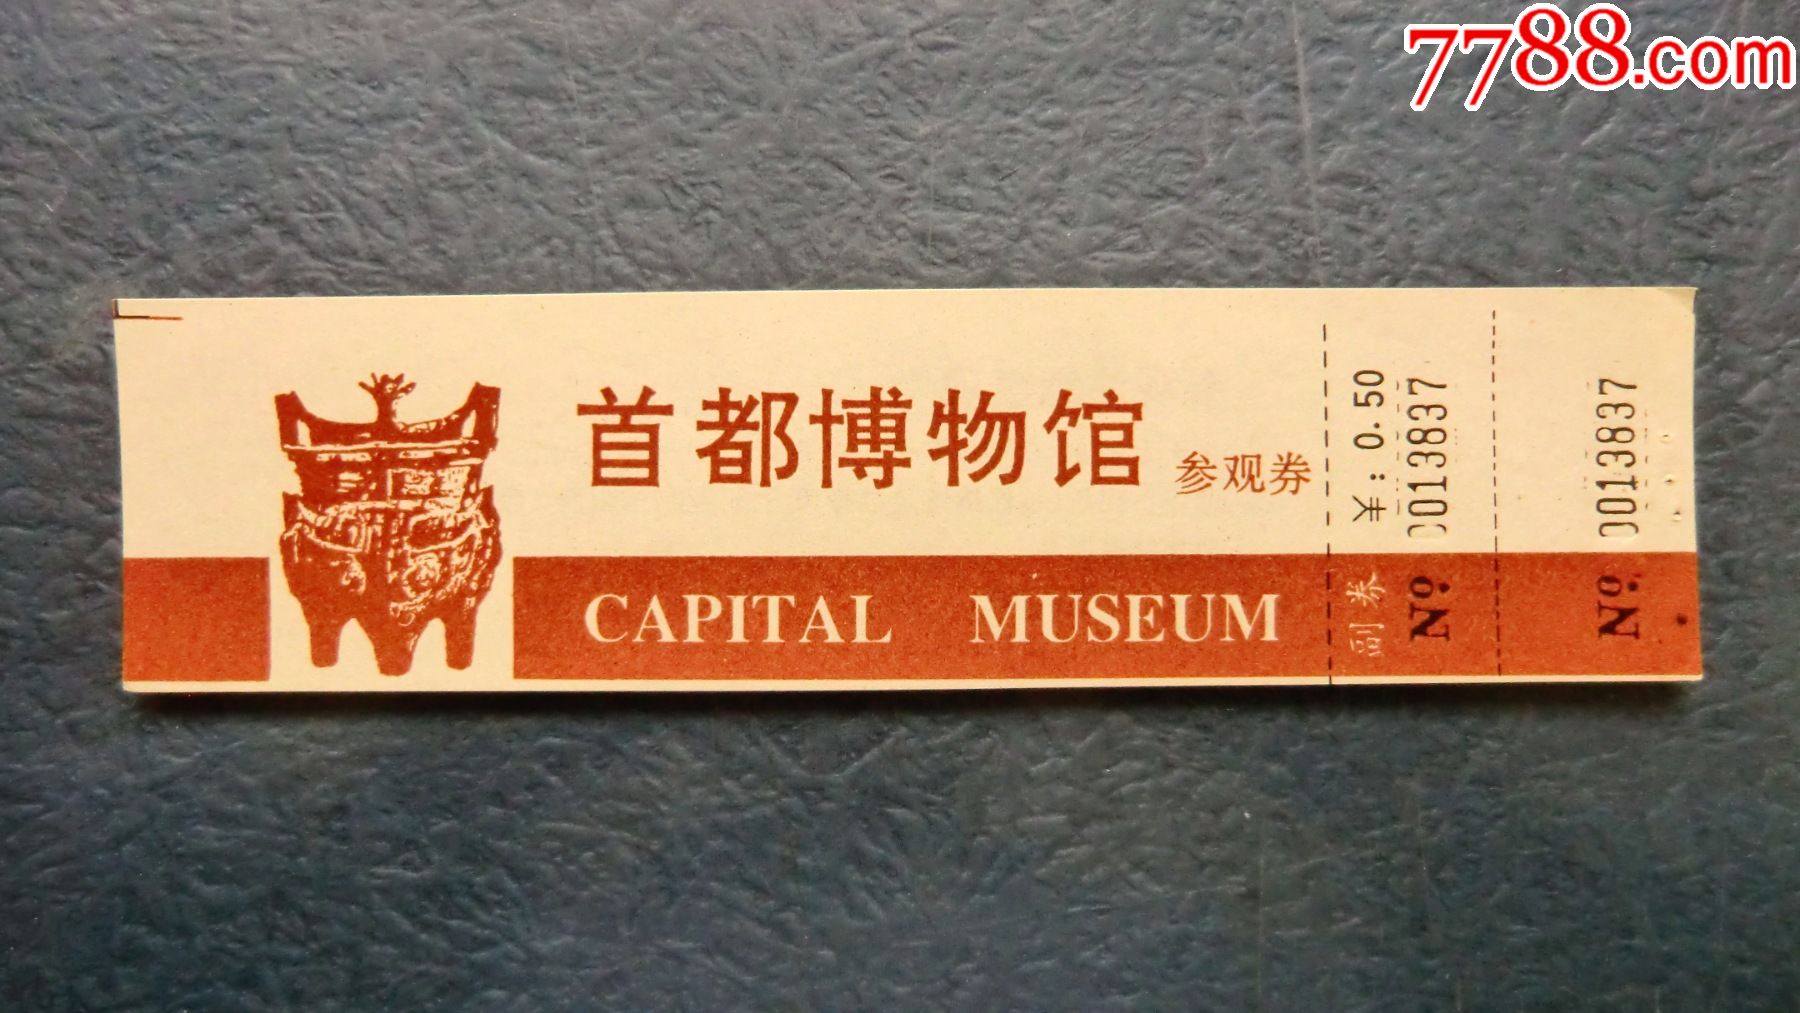 7788.com
首都博物馆 参观券
CAPITAL MUSEUM
副券
¥: 0.50
№ 0013837
№ 0013837